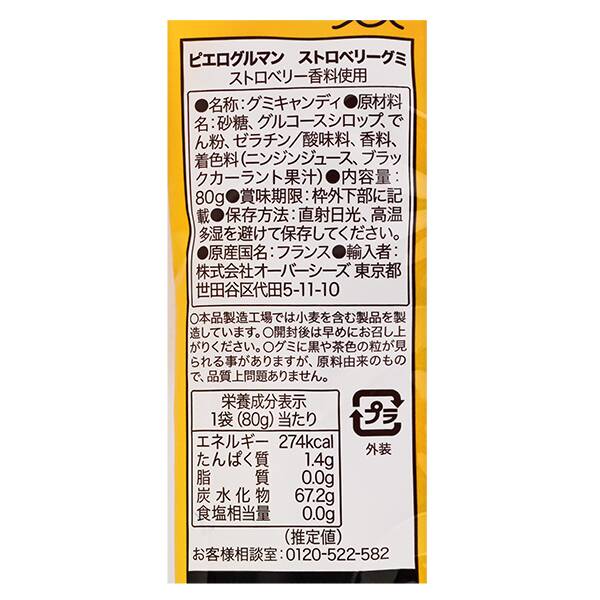 ピエログルマン ストロベリーグミ
ストロベリー香料使用
●名称:グミキャンディ●原材料
名:砂糖、グルコースシロップ、で
ん粉、ゼラチン/酸味料、香料、
着色料(ニンジンジュース、ブラッ
クカーラント果汁)●内容量:
80g●賞味期限:枠外下部に記
載●保存方法:直射日光、高温
多湿を避けて保存してください。
●原産国名:フランス●輸入者:
株式会社オーバーシーズ 東京都
世田谷区代田5-11-10
○本品製造工場では小麦を含む製品を製
造しています。○開封後は早めにお召し上
がりください。○グミに黒や茶色の粒が見
られる事がありますが、原料由来のもの
で、品質上問題ありません。
栄養成分表示
1袋(80g)当たり
エネルギー 274kcal
たんぱく質 1.4g
脂質 0.0g
炭水化物 67.2g
食塩相当量 0.0g
(推定値)
プラ
外装
お客様相談室:0120-522-582